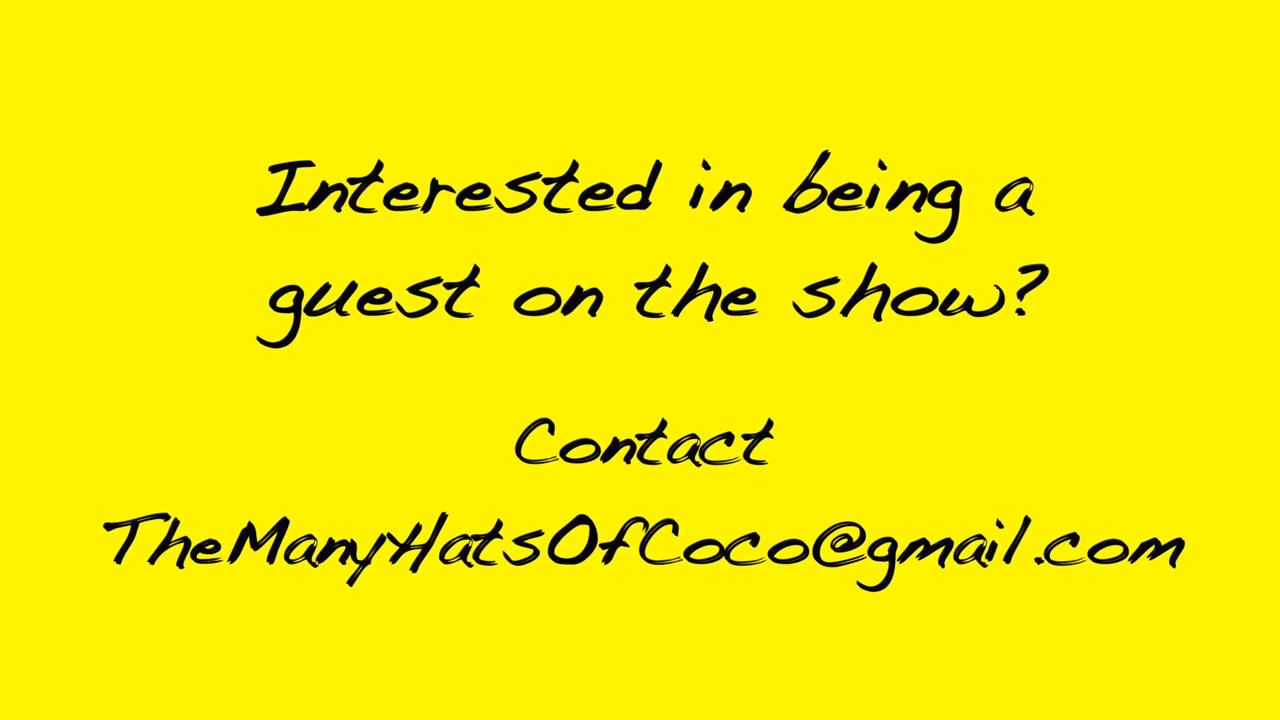 Interested in being a
guest on the show?
Contact
TheManyHatsOfCoco@gmail.com